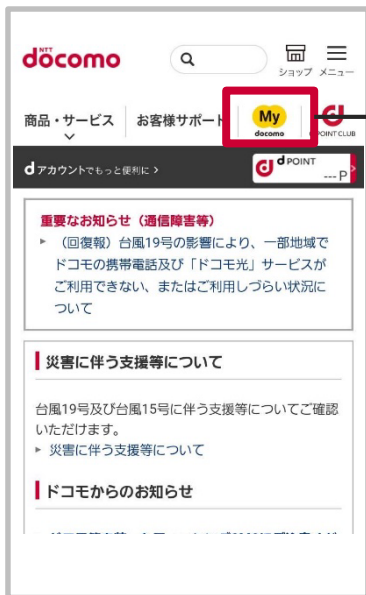 NTT
döcomo
ショップ
メニュー
商品・サービス
お客様サポート
My
docomo
POINT CLUB
dアカウントでもっと便利に >
d POINT
---P
重要なお知らせ（通信障害等）
（回復報）台風19号の影響により、一部地域で
ドコモの携帯電話及び「ドコモ光」サービスが
ご利用できない、またはご利用しづらい状況に
ついて
災害に伴う支援等について
台風19号及び台風15号に伴う支援等についてご確認
いただけます。
災害に伴う支援等について
ドコモからのお知らせ